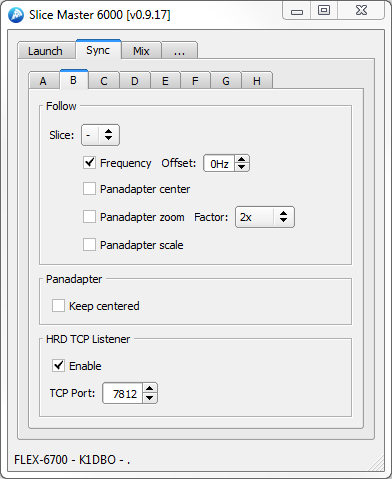 Slice Master 6000 [v0.9.17]
Launch Sync Mix ...
A B C D E F G H
Follow
Slice: -
Frequency Offset: 0Hz
Panadapter center
Panadapter zoom Factor: 2x
Panadapter scale
Panadapter
Keep centered
HRD TCP Listener
Enable
TCP Port: 7812
FLEX-6700 - K1DBO - .